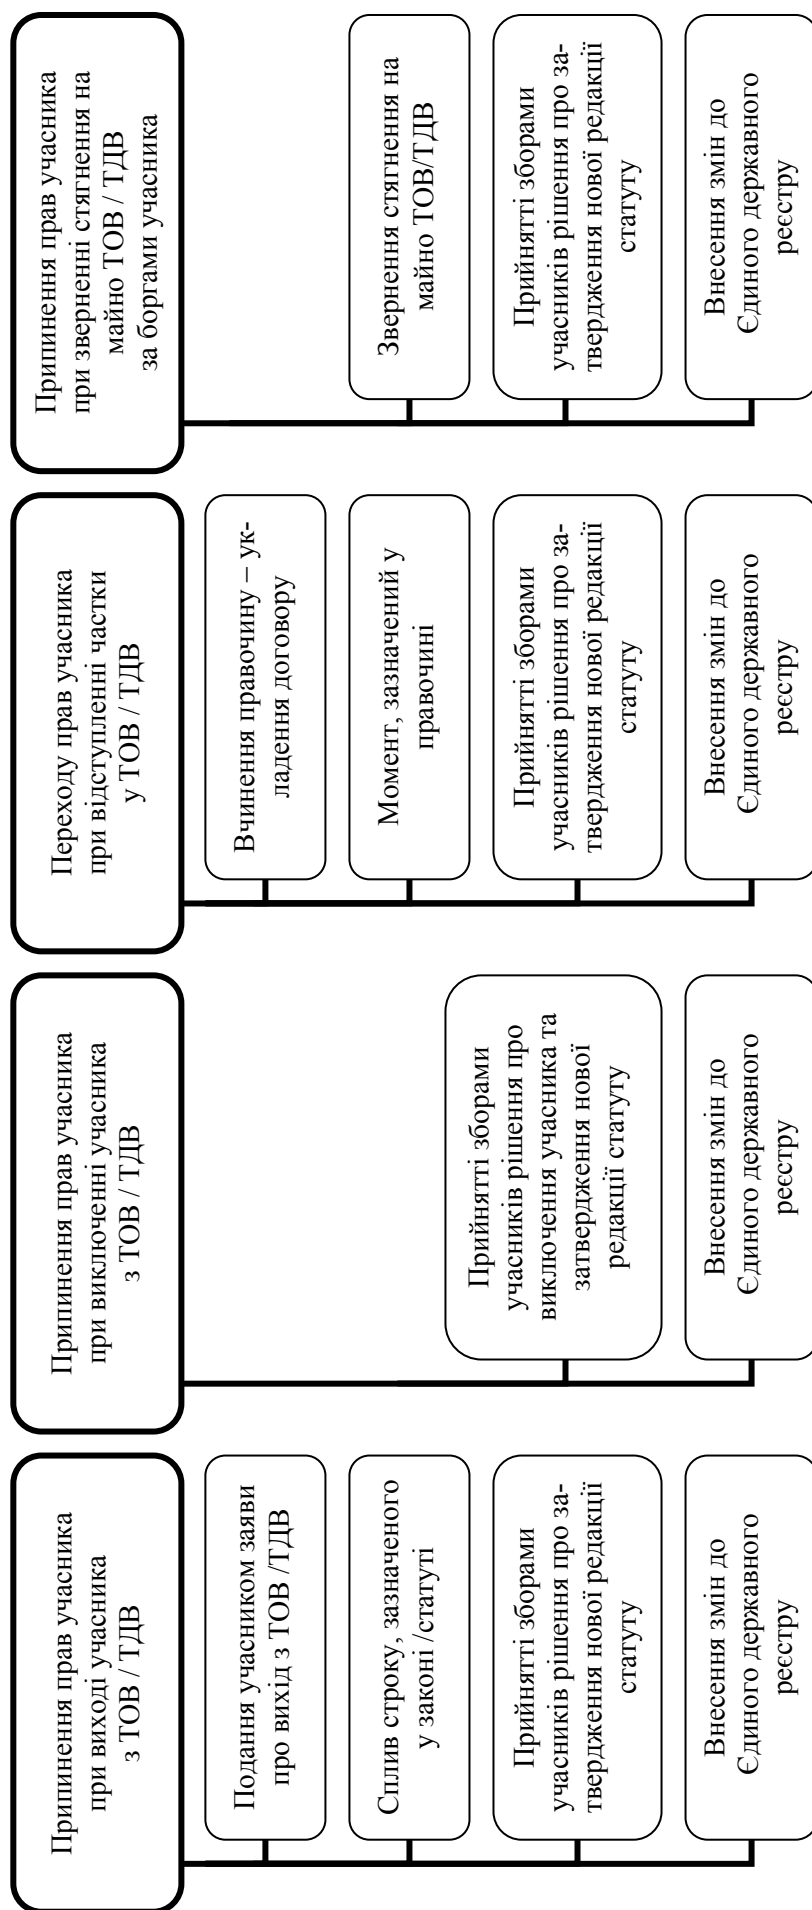 Припинення прав учасника
при виході учасника
з ТОВ / ТДВ
Подання учасником заяви
про вихід з ТОВ /ТДВ
Сплив строку, зазначеного
у законі /статуті
Прийнятті зборами
учасників рішення про за-
твердження нової редакції
статуту
Внесення змін до
Єдиного державного
реєстру
Припинення прав учасника
при виключенні учасника
з ТОВ / ТДВ
Прийнятті зборами
учасників рішення про
виключення учасника та
затвердження нової
редакції статуту
Внесення змін до
Єдиного державного
реєстру
Переходу прав учасника
при відступленні частки
у ТОВ / ТДВ
Вчинення правочину – ук-
ладення договору
Момент, зазначений у
правочині
Прийнятті зборами
учасників рішення про за-
твердження нової редакції
статуту
Внесення змін до
Єдиного державного
реєстру
Припинення прав учасника
при зверненні стягнення на
майно ТОВ / ТДВ
за боргами учасника
Звернення стягнення на
майно ТОВ/ТДВ
Прийнятті зборами
учасників рішення про за-
твердження нової редакції
статуту
Внесення змін до
Єдиного державного
реєстру